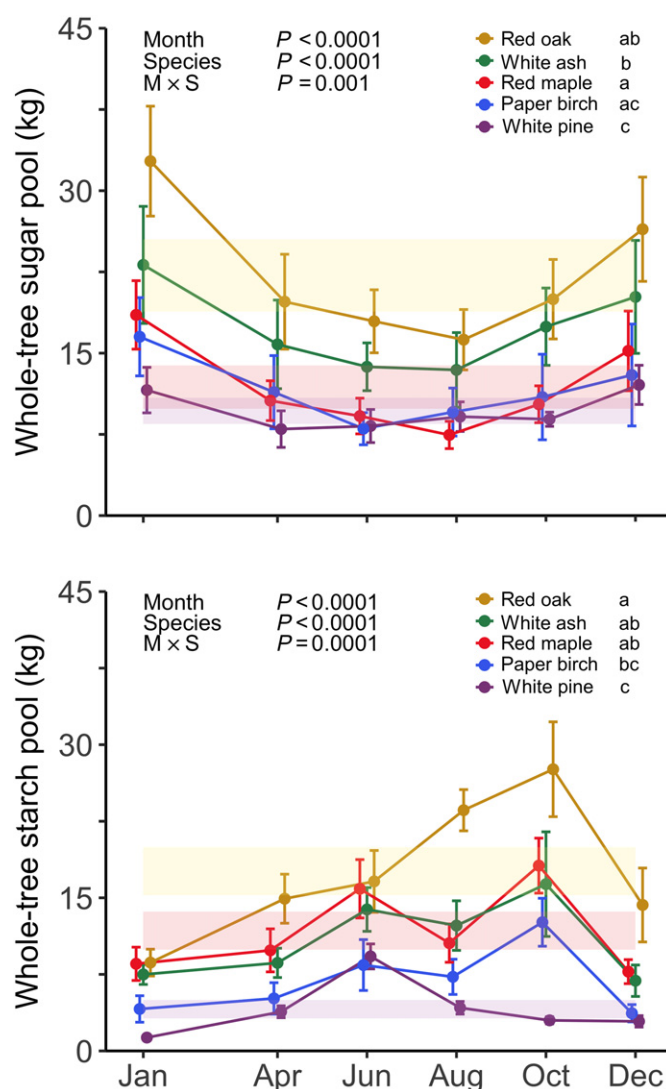 Whole-tree sugar pool (kg)
45
30
15
0
Month P < 0.0001
Species P < 0.0001
M × S P = 0.001
Red oak ab
White ash b
Red maple a
Paper birch ac
White pine c
Whole-tree starch pool (kg)
45
30
15
0
Month P < 0.0001
Species P < 0.0001
M × S P = 0.0001
Red oak a
White ash ab
Red maple ab
Paper birch bc
White pine c
Jan Apr Jun Aug Oct Dec